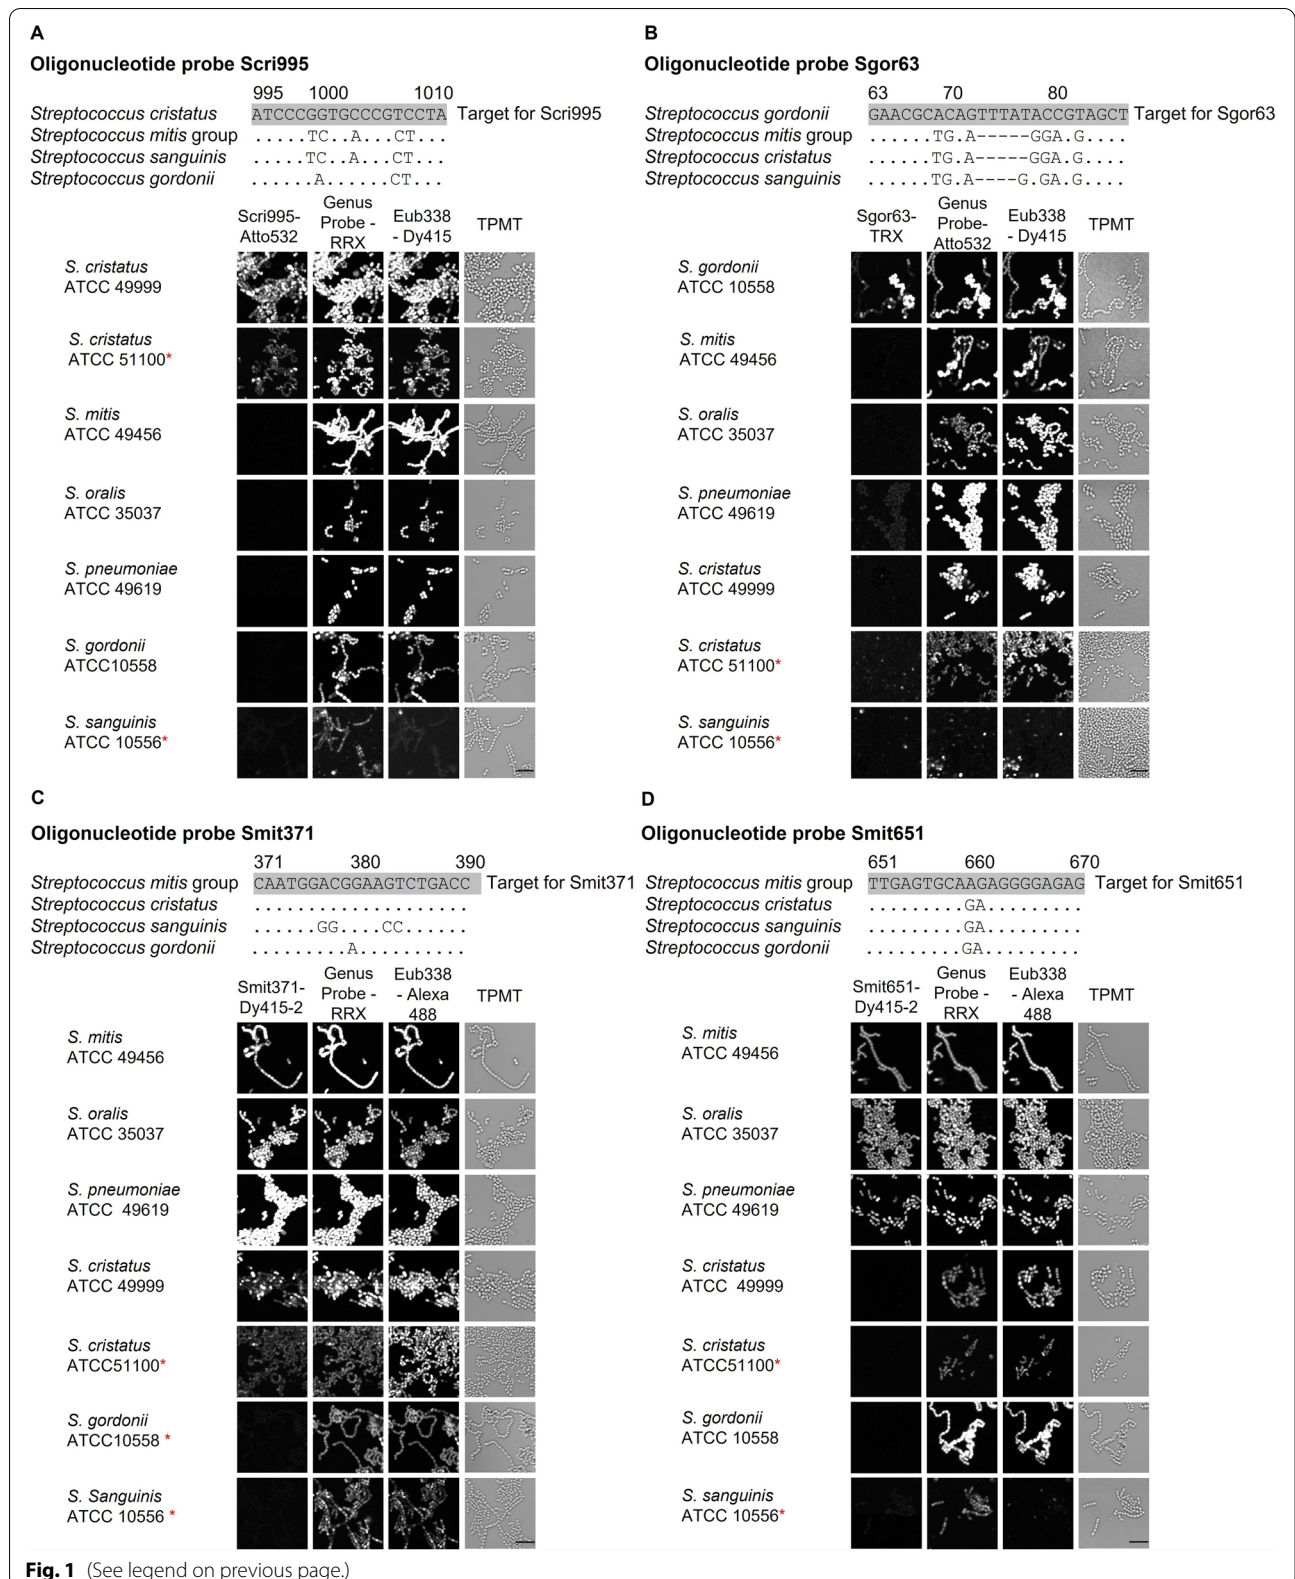 A
Oligonucleotide probe Scri995
995 1000 1011
Streptococcus cristatus ATCCCGGTGCCCGTCCTA Target for Scri995
Streptococcus mitis group .....TC..A...CT...
Streptococcus sanguinis .....TC..A...CT...
Streptococcus gordonii ......A......CT...
Scri995-Atto532 Genus Probe - RRX Eub338 - Dy415 TPMT
S. cristatus
ATCC 49999
S. cristatus
ATCC 51100*
S. mitis
ATCC 49456
S. oralis
ATCC 35037
S. pneumoniae
ATCC 49619
S. gordonii
ATCC10558
S. sanguinis
ATCC 10556*
B
Oligonucleotide probe Sgor63
63 70 80
Streptococcus gordonii GAACGCACAGTTTATACCGTAGCT Target for Sgor63
Streptococcus mitis group ......TG.A-----GGA.G....
Streptococcus cristatus ......TG.A-----GGA.G....
Streptococcus sanguinis ......TG.A----G.GA.G....
Sgor63-TRX Genus Probe-Atto532 Eub338 - Dy415 TPMT
S. gordonii
ATCC 10558
S. mitis
ATCC 49456
S. oralis
ATCC 35037
S. pneumoniae
ATCC 49619
S. cristatus
ATCC 49999
S. cristatus
ATCC 51100*
S. sanguinis
ATCC 10556*
C
Oligonucleotide probe Smit371
371 380 390
Streptococcus mitis group CAATGGACGGAAGTCTGACC Target for Smit371
Streptococcus cristatus ....................
Streptococcus sanguinis ......GG....CC......
Streptococcus gordonii .........A..........
Smit371-Dy415-2 Genus Probe - RRX Eub338 - Alexa 488 TPMT
S. mitis
ATCC 49456
S. oralis
ATCC 35037
S. pneumoniae
ATCC 49619
S. cristatus
ATCC 49999
S. cristatus
ATCC51100*
S. gordonii
ATCC10558 *
S. Sanguinis
ATCC 10556 *
D
Oligonucleotide probe Smit651
651 660 670
Streptococcus mitis group TTGAGTGCAAGAGGGGAGAG Target for Smit651
Streptococcus cristatus .........GA.........
Streptococcus sanguinis .........GA.........
Streptococcus gordonii .........GA.........
Smit651-Dy415-2 Genus Probe - RRX Eub338 - Alexa 488 TPMT
S. mitis
ATCC 49456
S. oralis
ATCC 35037
S. pneumoniae
ATCC 49619
S. cristatus
ATCC 49999
S. cristatus
ATCC51100*
S. gordonii
ATCC 10558
S. sanguinis
ATCC 10556*
Fig. 1 (See legend on previous page.)